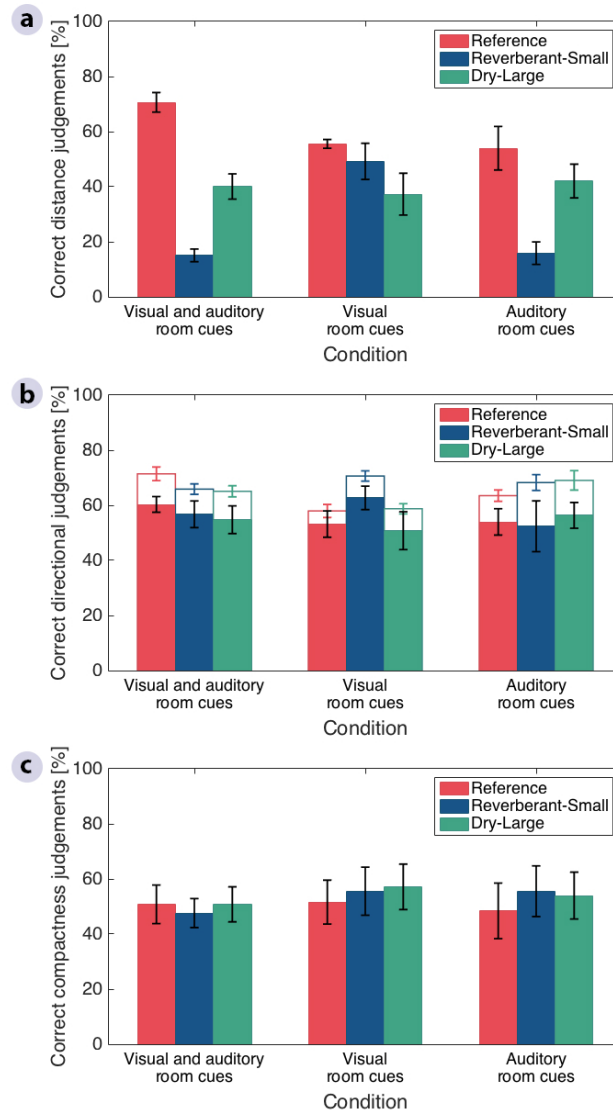 a
Correct distance judgements [%]
100
80
60
40
20
0
Reference
Reverberant-Small
Dry-Large
Visual and auditory
room cues
Visual
room cues
Auditory
room cues
Condition
b
Correct directional judgements [%]
100
80
60
40
20
0
Reference
Reverberant-Small
Dry-Large
Visual and auditory
room cues
Visual
room cues
Auditory
room cues
Condition
c
Correct compactness judgements [%]
100
80
60
40
20
0
Reference
Reverberant-Small
Dry-Large
Visual and auditory
room cues
Visual
room cues
Auditory
room cues
Condition